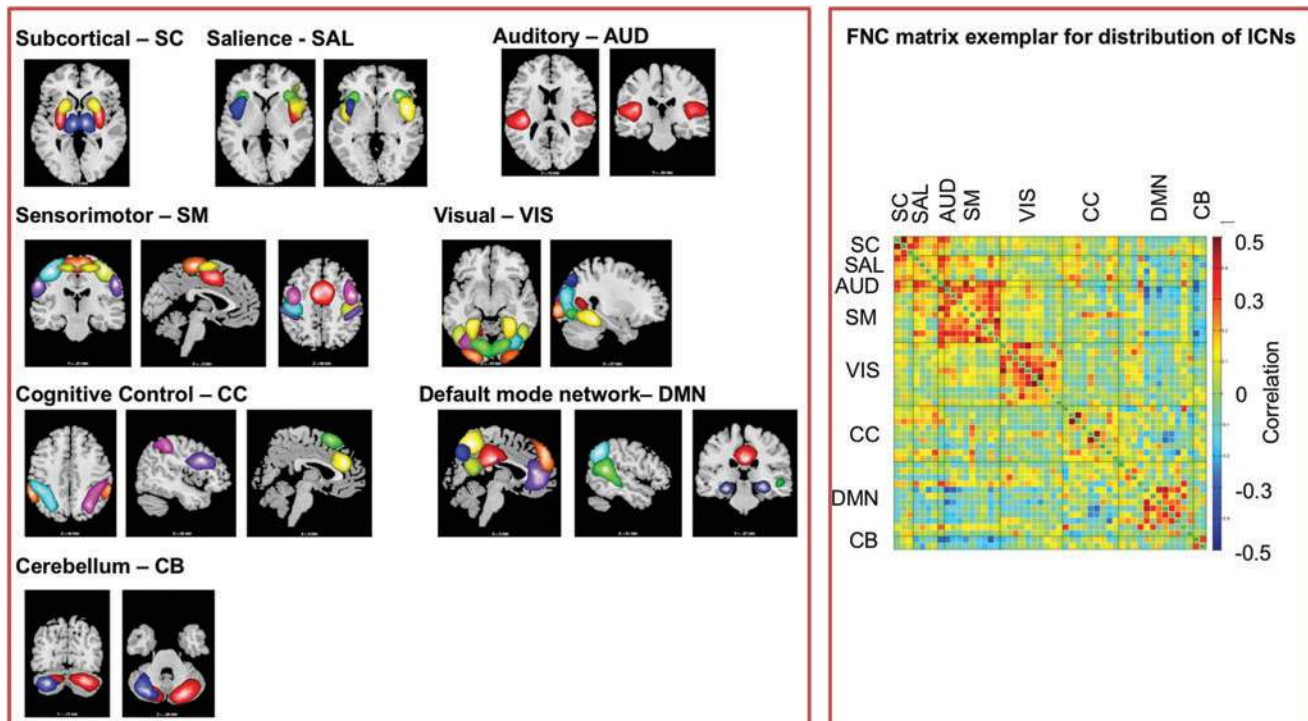 Subcortical – SC
Salience - SAL
Auditory – AUD
Sensorimotor – SM
Visual – VIS
Cognitive Control – CC
Default mode network– DMN
Cerebellum – CB
FNC matrix exemplar for distribution of ICNs
SC
SAL
AUD
SM
VIS
CC
DMN
CB
SC
SAL
AUD
SM
VIS
CC
DMN
CB
0.5
0.3
0
-0.3
-0.5
Correlation